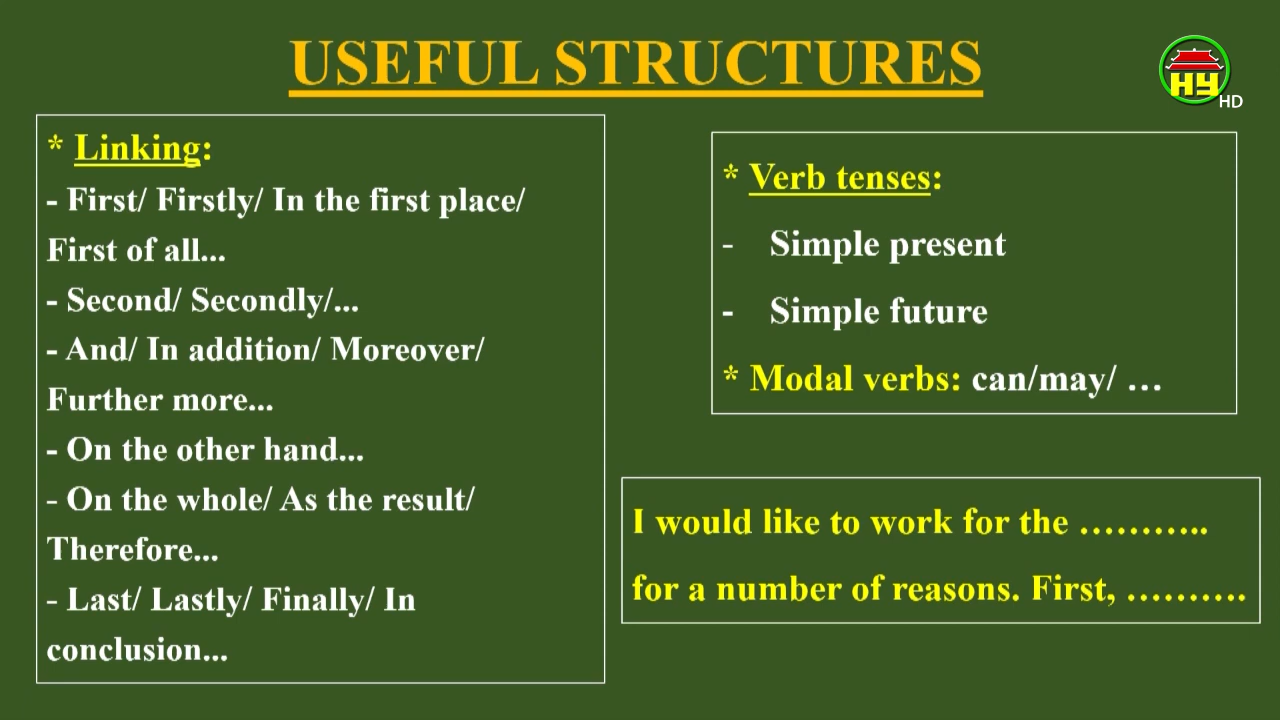 USEFUL STRUCTURES
HY
HD
* Linking:
- First/ Firstly/ In the first place/
First of all...
- Second/ Secondly/...
- And/ In addition/ Moreover/
Further more...
- On the other hand...
- On the whole/ As the result/
Therefore...
- Last/ Lastly/ Finally/ In
conclusion...
* Verb tenses:
- Simple present
- Simple future
* Modal verbs: can/may/ …
I would like to work for the ………..
for a number of reasons. First, ……….